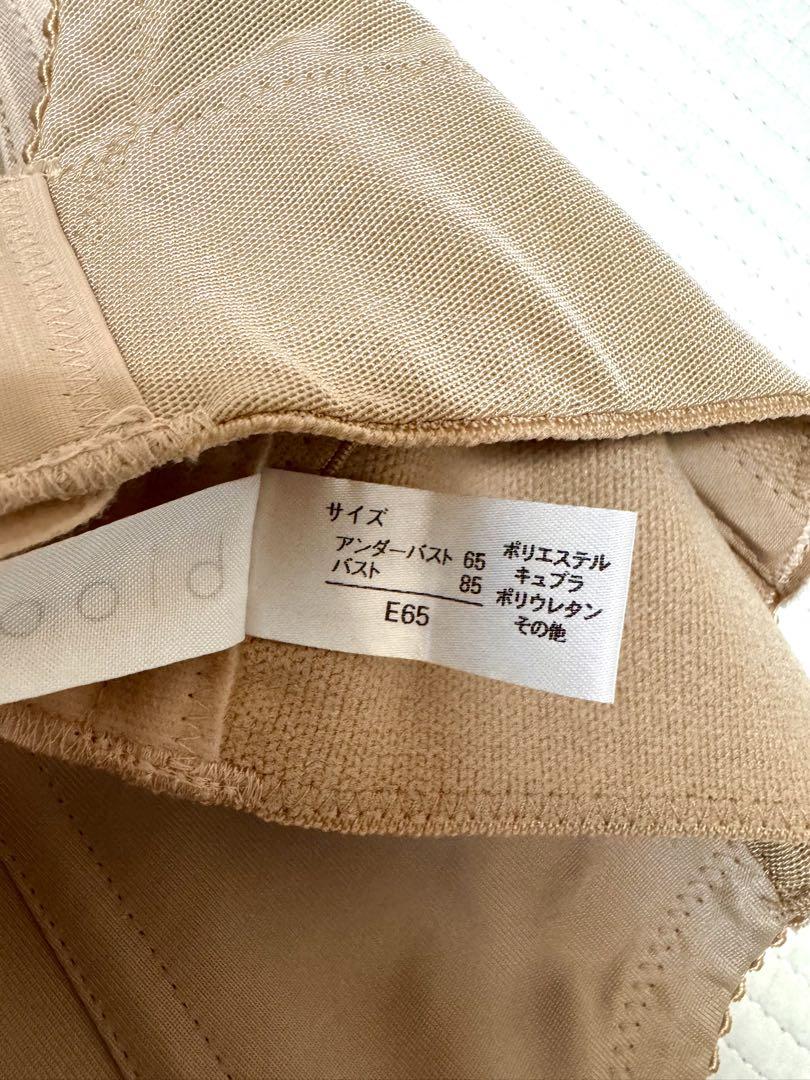 サイズ
アンダーバスト 65
バスト 85
E65
ポリエステル
キュプラ
ポリウレタン
その他